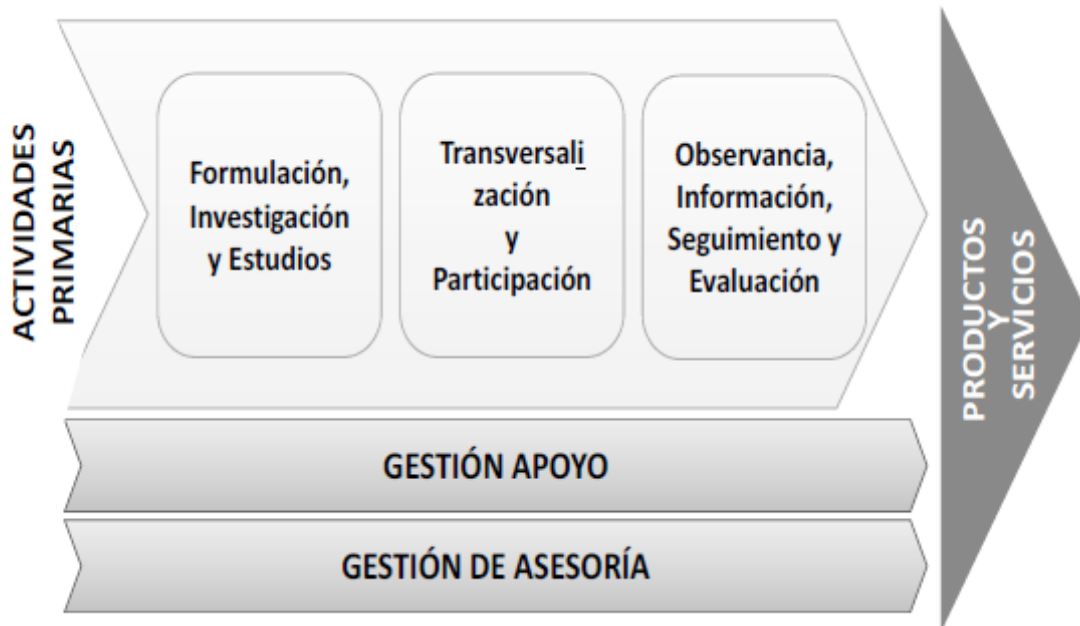 ACTIVIDADES
PRIMARIAS
Formulación,
Investigación
y Estudios
Transversali
zación
y
Participación
Observancia,
Información,
Seguimiento y
Evaluación
PRODUCTOS
Y
SERVICIOS
GESTIÓN APOYO
GESTIÓN DE ASESORÍA